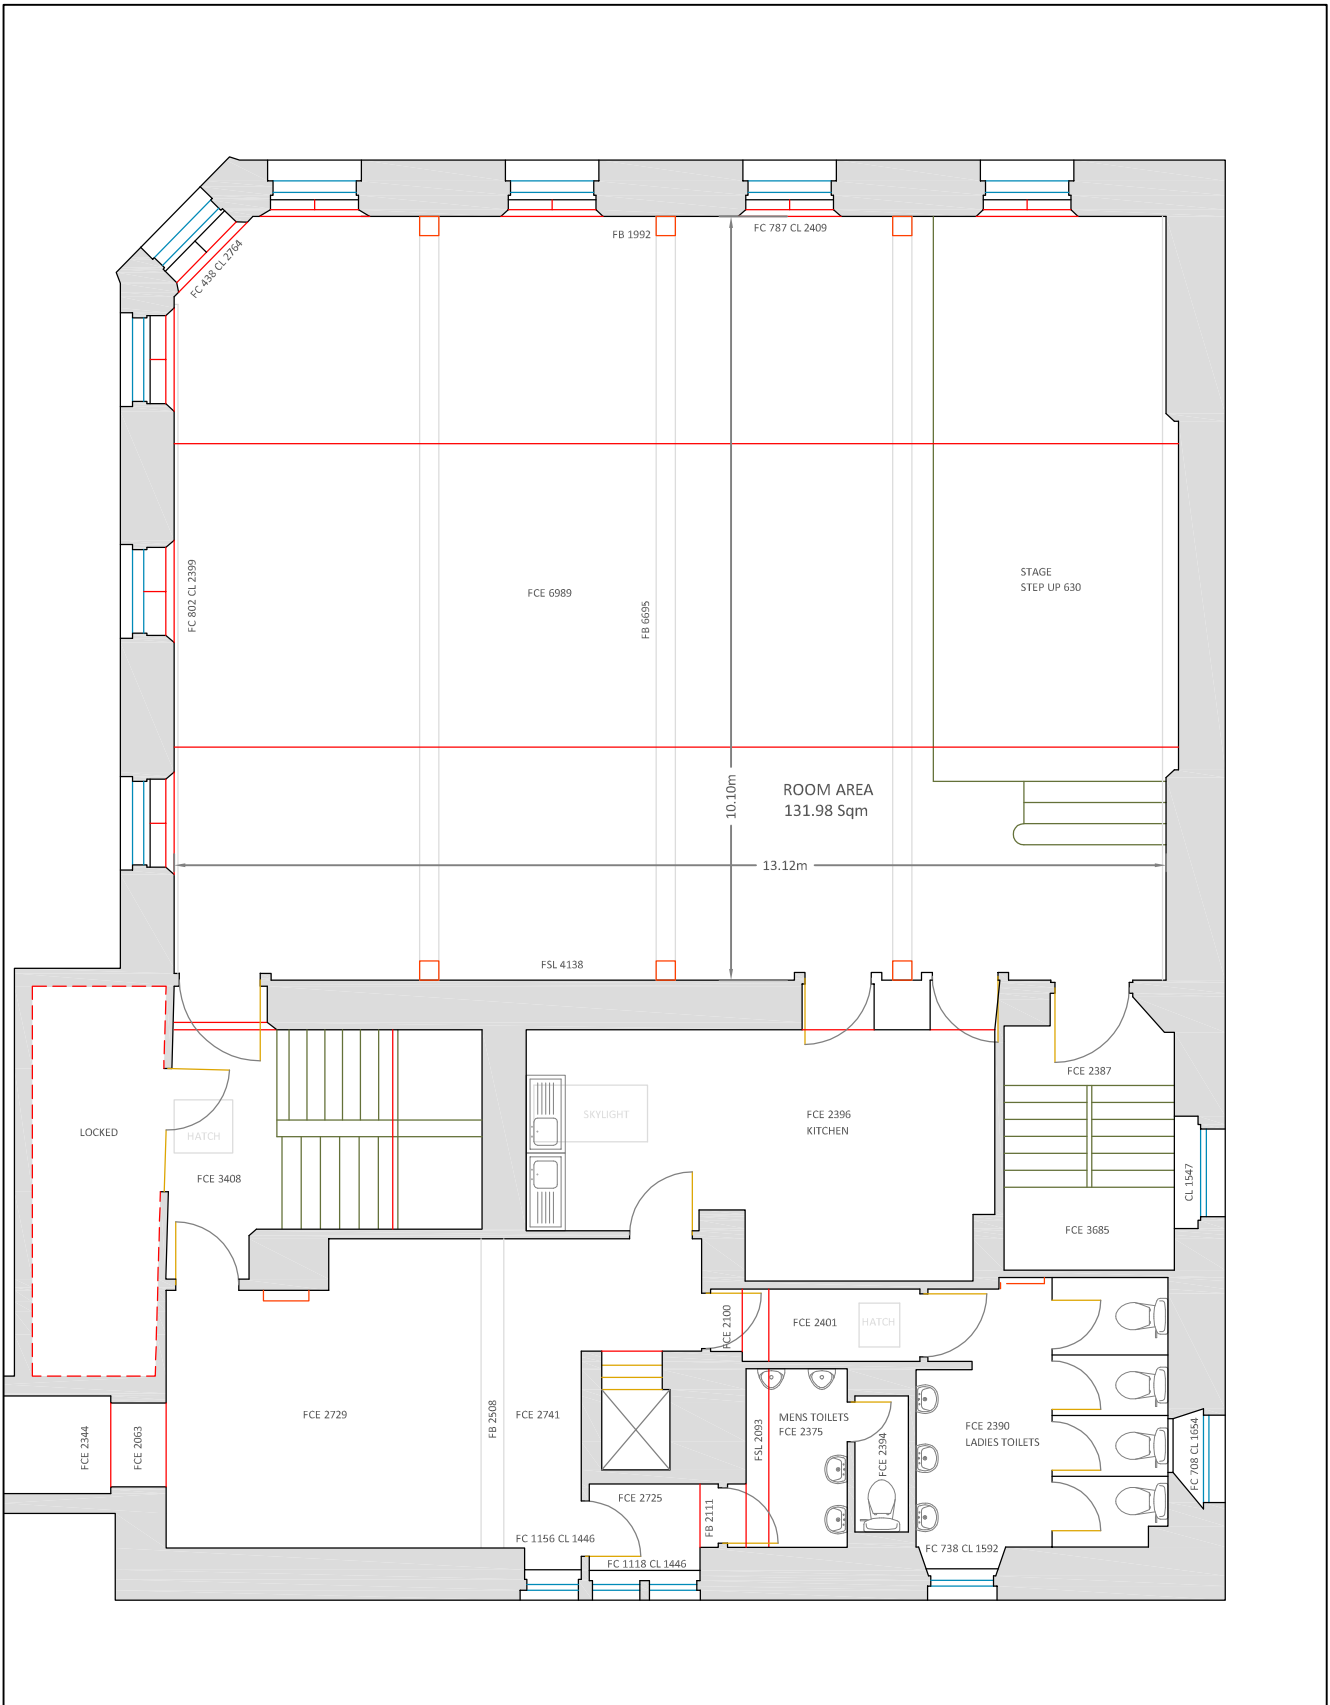 FC 438 CL 2764
FB 1992
FC 787 CL 2409
FC 802 CL 2399
FCE 6989
FB 6695
STAGE
STEP UP 630
ROOM AREA
131.98 Sqm
10.10m
13.12m
FSL 4138
LOCKED
HATCH
FCE 3408
SKYLIGHT
FCE 2396
KITCHEN
FCE 2387
CL 1547
FCE 3685
FCE 2100
FCE 2401
HATCH
FCE 2344
FCE 2063
FCE 2729
FB 2508
FCE 2741
FSL 2093
MENS TOILETS
FCE 2375
FCE 2394
FCE 2390
LADIES TOILETS
FC 708 CL 1654
FCE 2725
FB 2111
FC 1156 CL 1446
FC 1118 CL 1446
FC 738 CL 1592